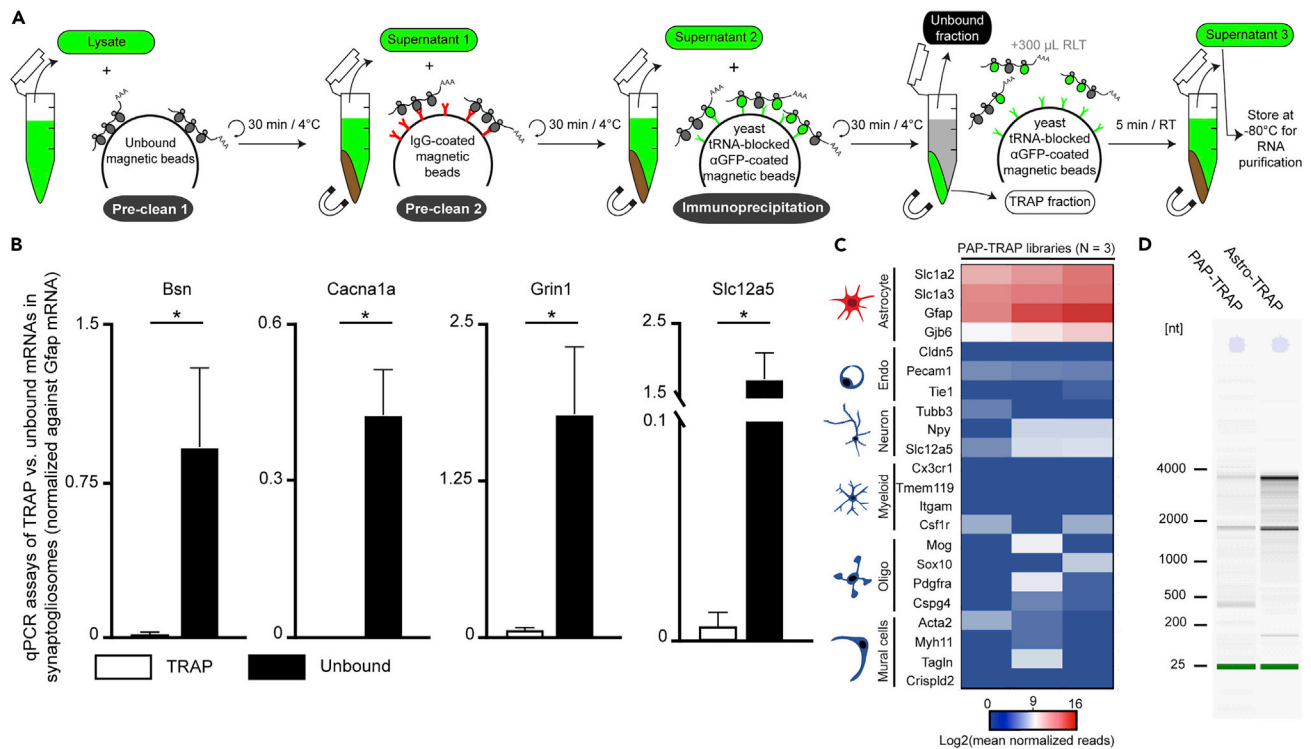 A
Lysate
+
AAA
Unbound
magnetic beads
Pre-clean 1
30 min / 4°C
Supernatant 1
+
AAA
IgG-coated
magnetic
beads
Pre-clean 2
30 min / 4°C
Supernatant 2
+
AAA
yeast
tRNA-blocked
αGFP-coated
magnetic beads
Immunoprecipitation
30 min / 4°C
Unbound
fraction
+300 µL RLT
AAA
AAA
AAA
yeast
tRNA-blocked
αGFP-coated
magnetic beads
TRAP fraction
5 min / RT
Supernatant 3
Store at
-80°C for
RNA
purification
B
qPCR assays of TRAP vs. unbound mRNAs in
synaptogliosomes (normalized against Gfap mRNA)
Bsn
*
1.5
0.75
0
Cacna1a
*
0.6
0.3
0
Grin1
*
2.5
1.25
0
Slc12a5
*
2.5
1.5
0.1
0
TRAP
Unbound
C
PAP-TRAP libraries (N = 3)
Astrocyte
Slc1a2
Slc1a3
Gfap
Gjb6
Endo
Cldn5
Pecam1
Tie1
Neuron
Tubb3
Npy
Slc12a5
Myeloid
Cx3cr1
Tmem119
Itgam
Csf1r
Oligo
Mog
Sox10
Pdgfra
Cspg4
Mural cells
Acta2
Myh11
Tagln
Crispld2
0 9 16
Log2(mean normalized reads)
D
PAP-TRAP
Astro-TRAP
[nt]
4000
2000
1000
500
200
25